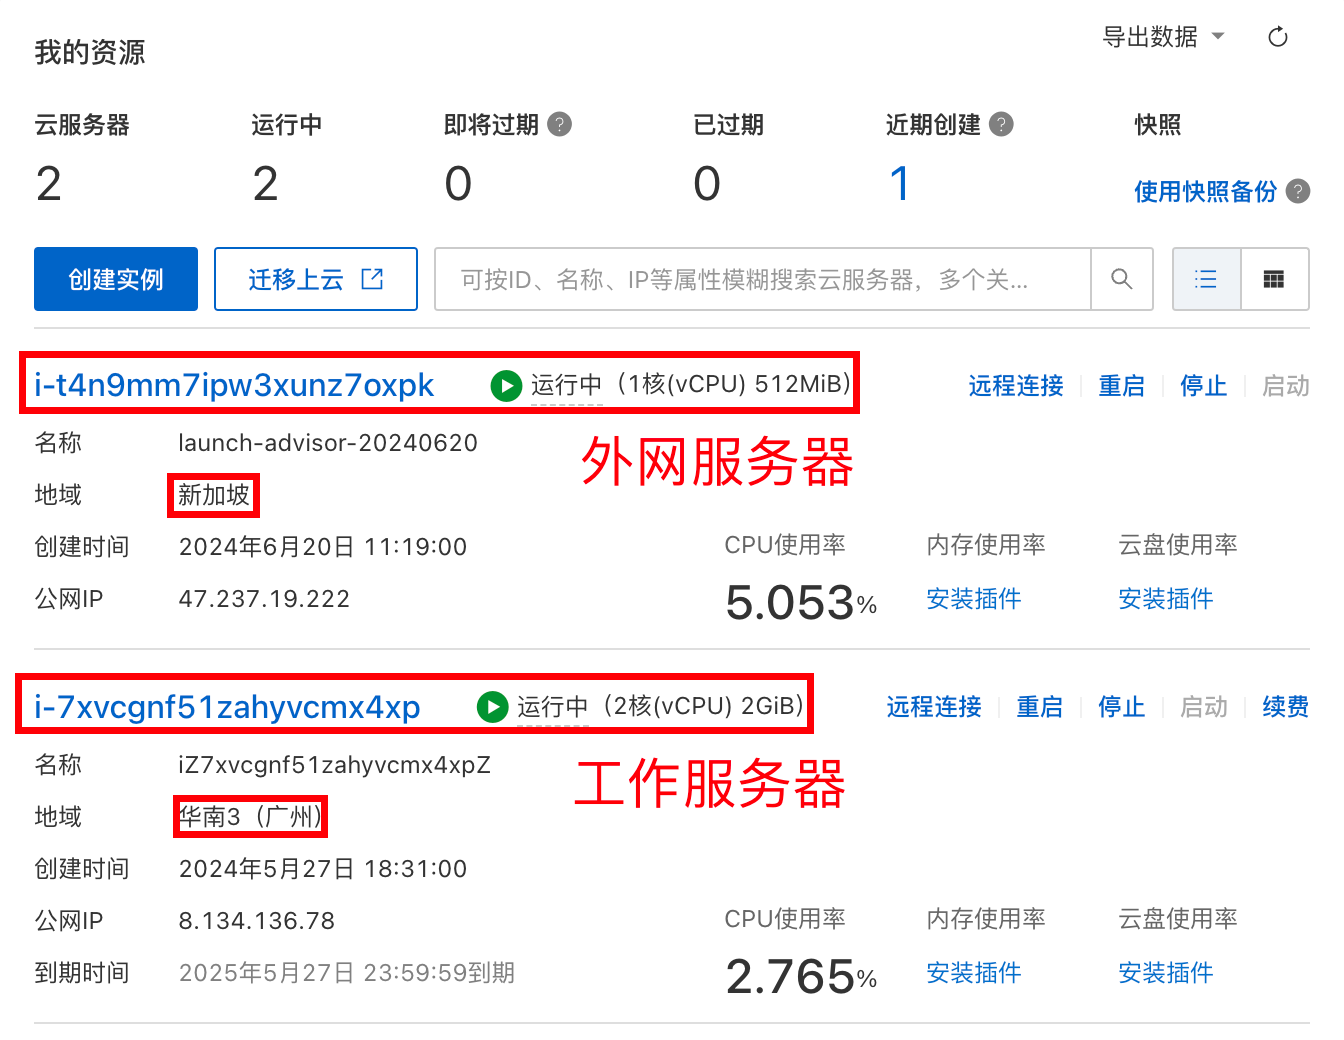 我的资源
导出数据
云服务器 运行中 即将过期 ? 已过期 近期创建 ? 快照
2 2 0 0 1 使用快照备份 ?
创建实例 迁移上云 可按ID、名称、IP等属性模糊搜索云服务器，多个关...
i-t4n9mm7ipw3xunz7oxpk 运行中 （1核(vCPU) 512MiB） 远程连接 重启 停止 启动
名称 launch-advisor-20240620
外网服务器
地域 新加坡
创建时间 2024年6月20日 11:19:00 CPU使用率 内存使用率 云盘使用率
公网IP 47.237.19.222 5.053% 安装插件 安装插件
i-7xvcgnf51zahyvcmx4xp 运行中 （2核(vCPU) 2GiB） 远程连接 重启 停止 启动 续费
名称 iZ7xvcgnf51zahyvcmx4xpZ
工作服务器
地域 华南3（广州）
创建时间 2024年5月27日 18:31:00
公网IP 8.134.136.78 CPU使用率 内存使用率 云盘使用率
到期时间 2025年5月27日 23:59:59到期 2.765% 安装插件 安装插件